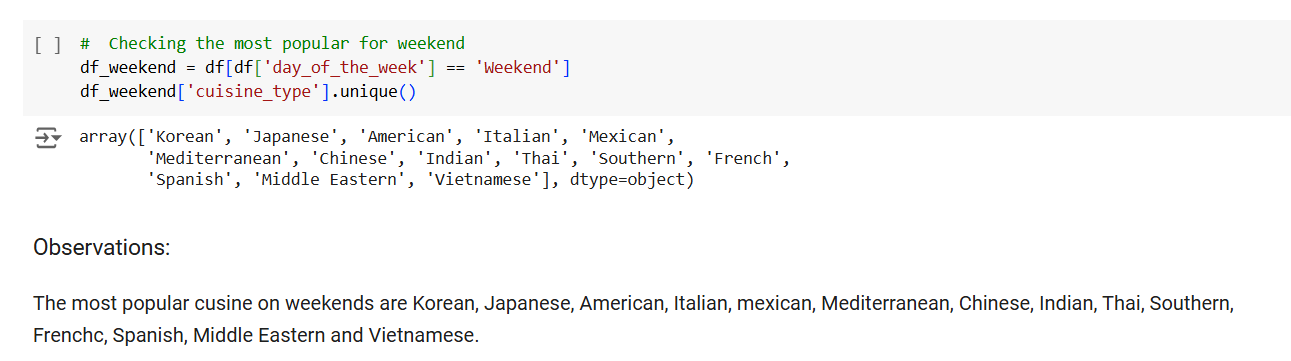 [ ] #  Checking the most popular for weekend
df_weekend = df[df['day_of_the_week'] == 'Weekend']
df_weekend['cuisine_type'].unique()
array(['Korean', 'Japanese', 'American', 'Italian', 'Mexican',
'Mediterranean', 'Chinese', 'Indian', 'Thai', 'Southern', 'French',
'Spanish', 'Middle Eastern', 'Vietnamese'], dtype=object)
Observations:
The most popular cusine on weekends are Korean, Japanese, American, Italian, mexican, Mediterranean, Chinese, Indian, Thai, Southern,
Frenchc, Spanish, Middle Eastern and Vietnamese.